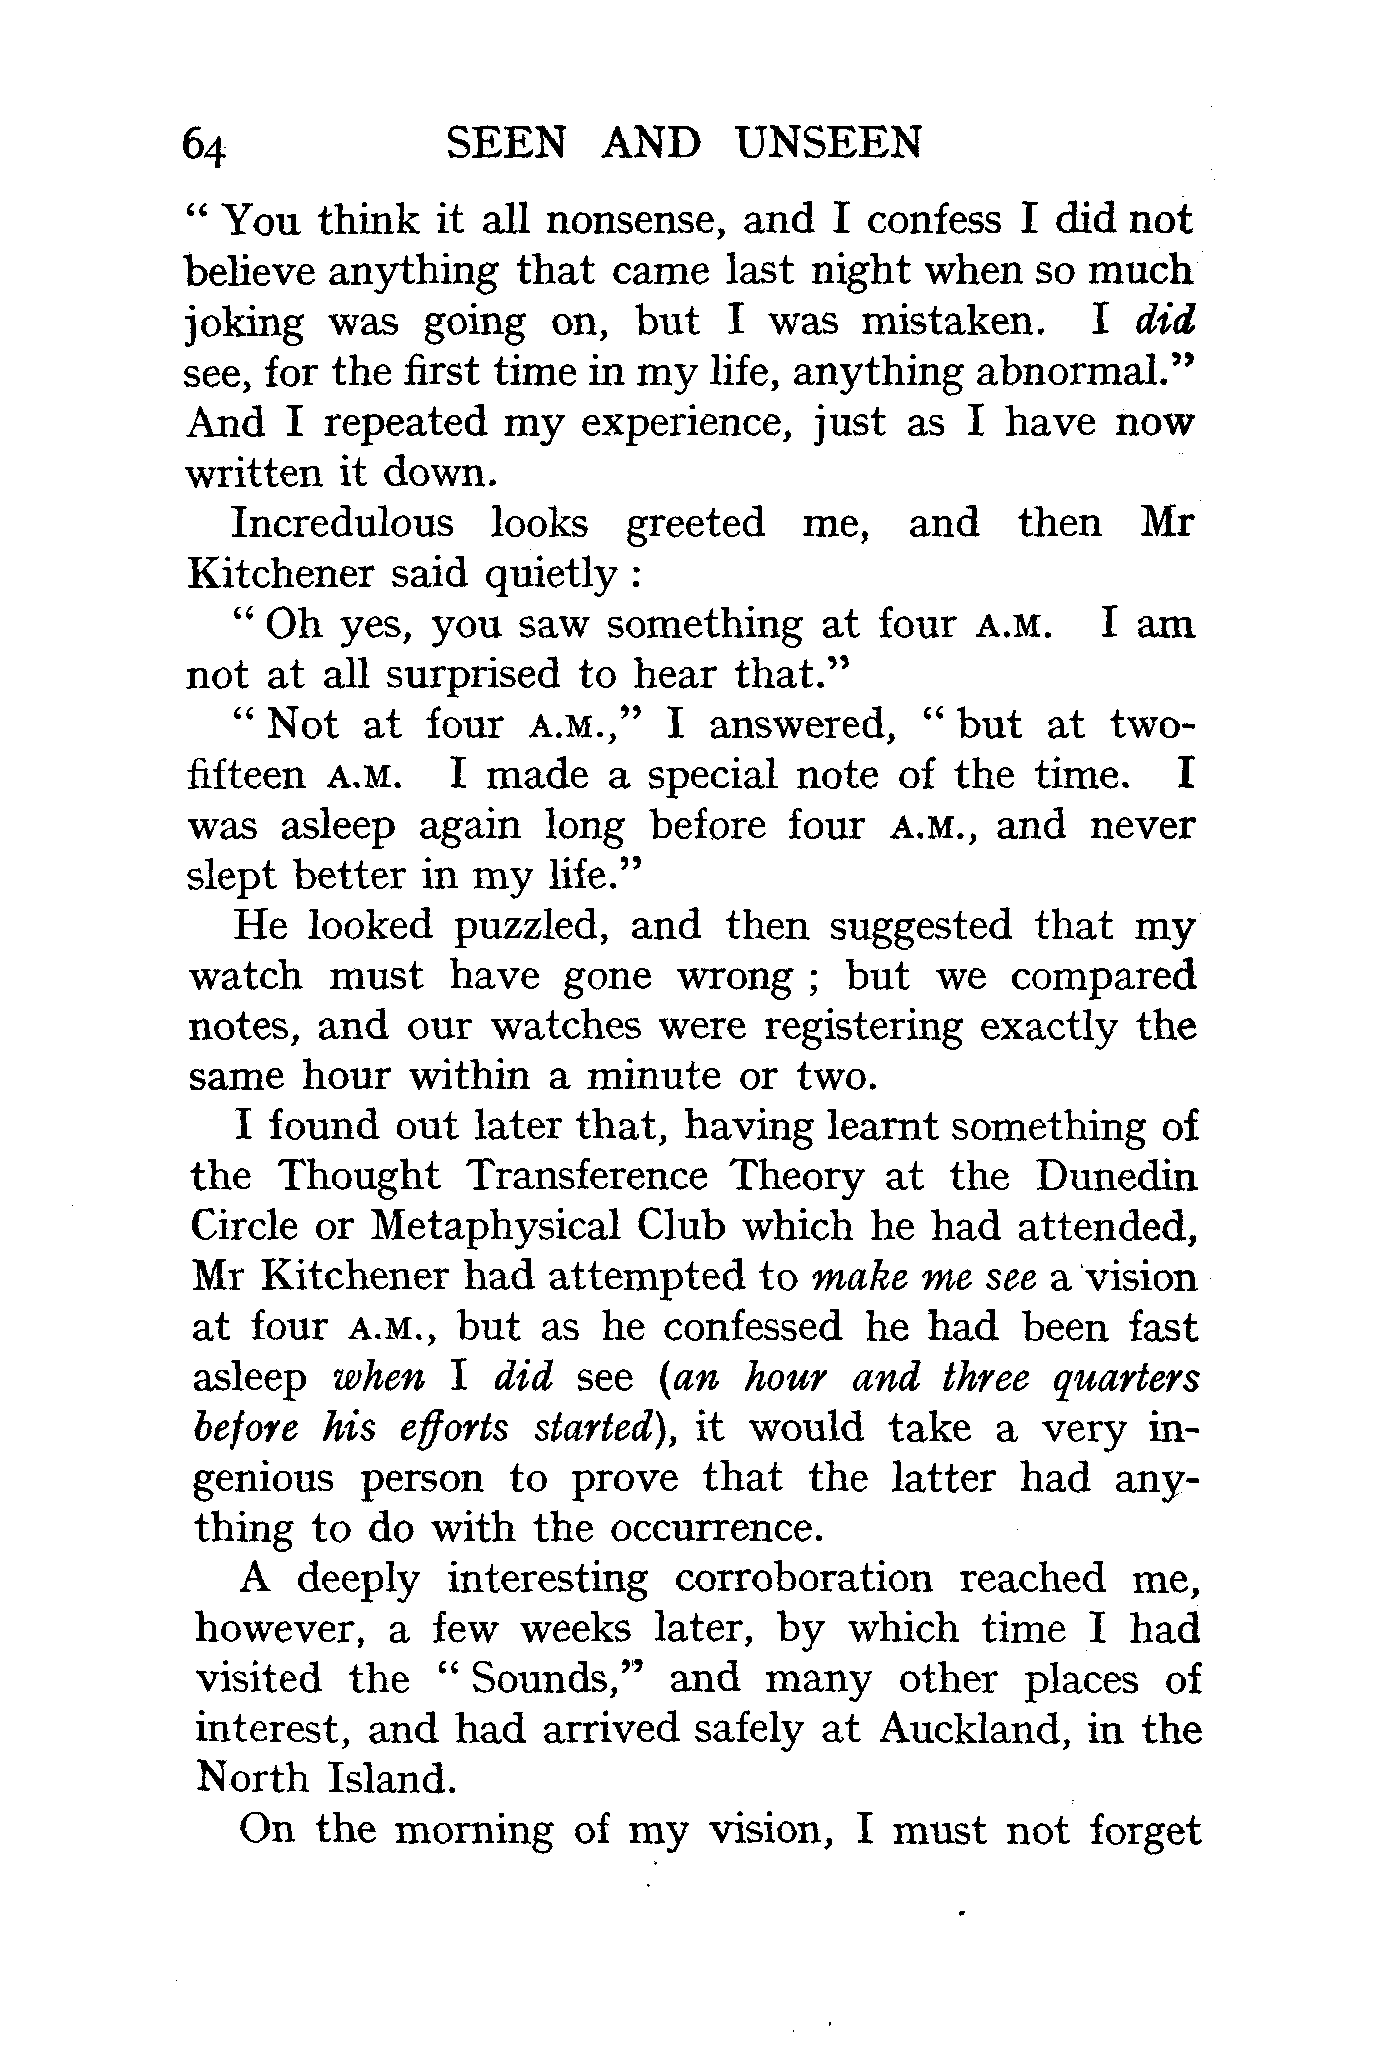 64 SEEN AND UNSEEN
“ You think it all nonsense, and I confess I did not
believe anything that came last night when so much
joking was going on, but I was mistaken. I did
see, for the first time in my life, anything abnormal.”
And I repeated my experience, just as I have now
written it down.
Incredulous looks greeted me, and then Mr
Kitchener said quietly :
“ Oh yes, you saw something at four A.M. I am
not at all surprised to hear that.”
“ Not at four A.M.,” I answered, “ but at two-
fifteen A.M. I made a special note of the time. I
was asleep again long before four A.M., and never
slept better in my life.”
He looked puzzled, and then suggested that my
watch must have gone wrong ; but we compared
notes, and our watches were registering exactly the
same hour within a minute or two.
I found out later that, having learnt something of
the Thought Transference Theory at the Dunedin
Circle or Metaphysical Club which he had attended,
Mr Kitchener had attempted to make me see a vision
at four A.M., but as he confessed he had been fast
asleep when I did see (an hour and three quarters
before his efforts started), it would take a very in-
genious person to prove that the latter had any-
thing to do with the occurrence.
A deeply interesting corroboration reached me,
however, a few weeks later, by which time I had
visited the “ Sounds,” and many other places of
interest, and had arrived safely at Auckland, in the
North Island.
On the morning of my vision, I must not forget